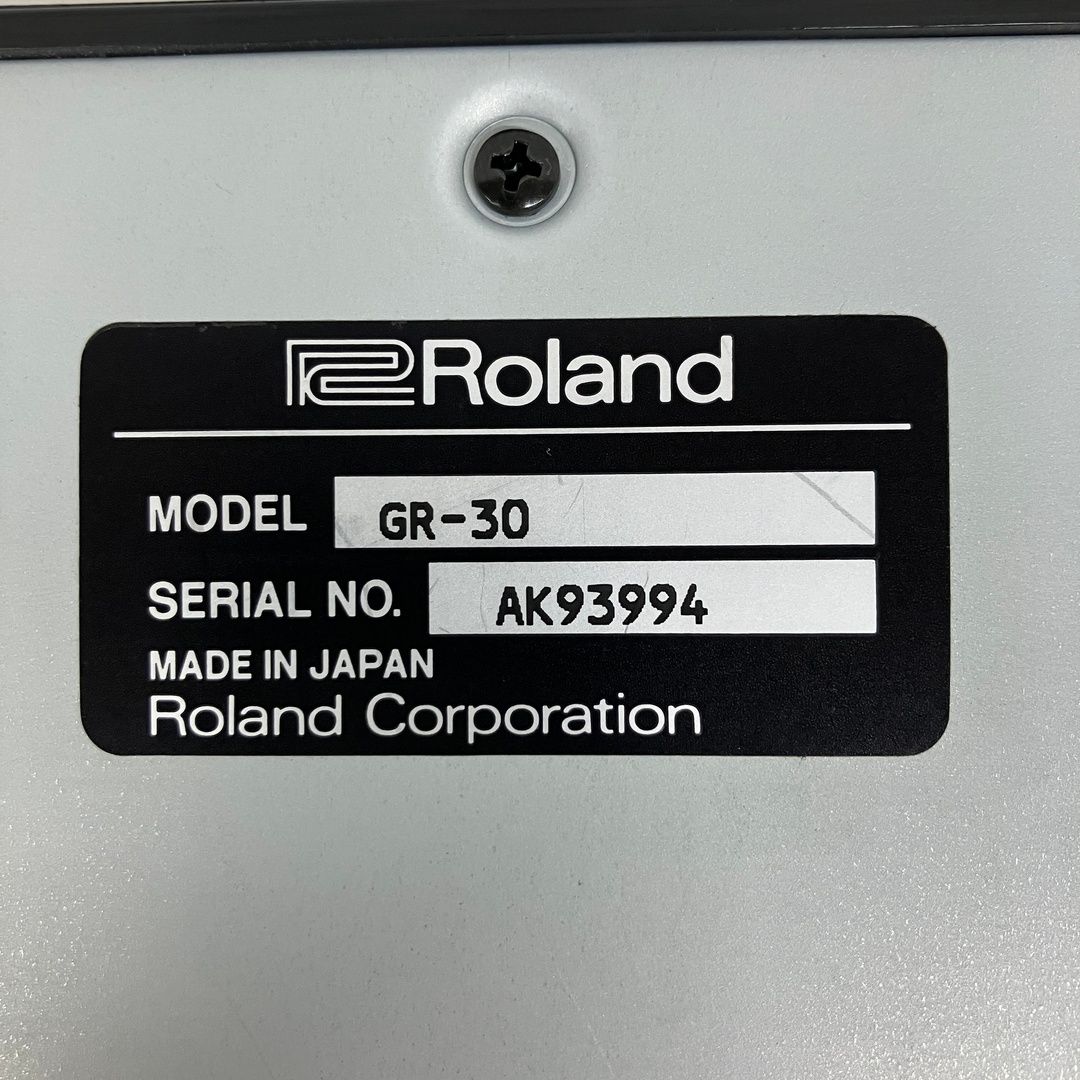 Roland
MODEL GR-30
SERIAL NO. AK93994
MADE IN JAPAN
Roland Corporation